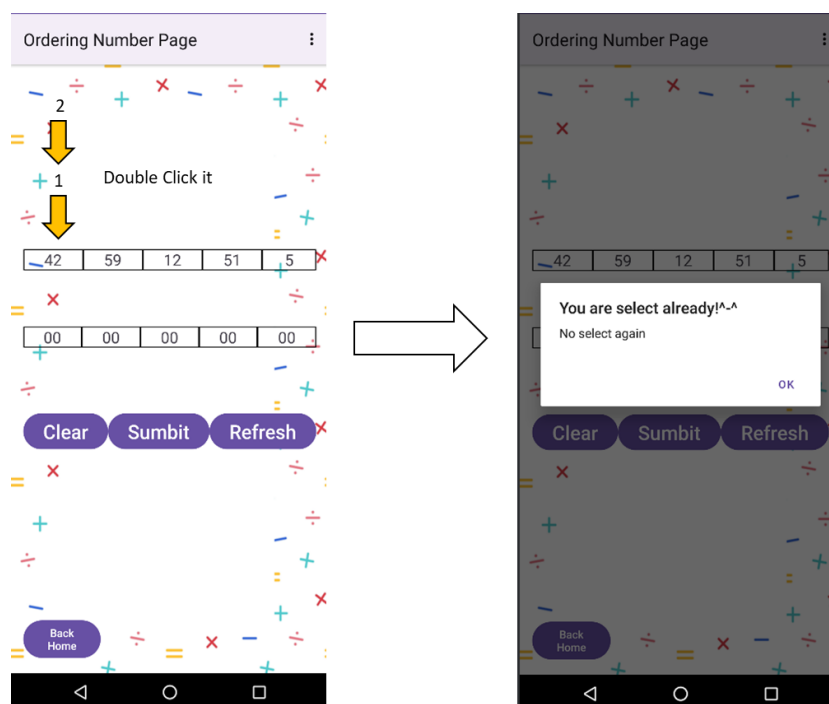 Ordering Number Page
2
1 Double Click it
42 59 12 51 5
00 00 00 00 00
Clear Sumbit Refresh
Back
Home
Ordering Number Page
42 59 12 51 5
You are select already!^-^
No select again
OK
Clear Sumbit Refresh
Back
Home